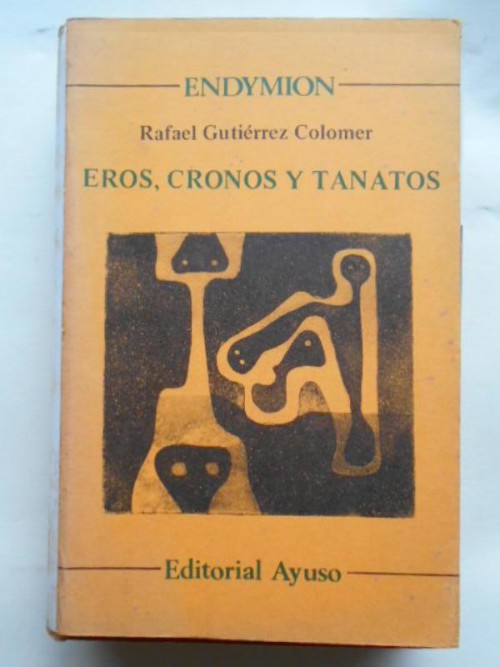 ENDYMION
Rafael Gutiérrez Colomer
EROS, CRONOS Y TANATOS
Editorial Ayuso